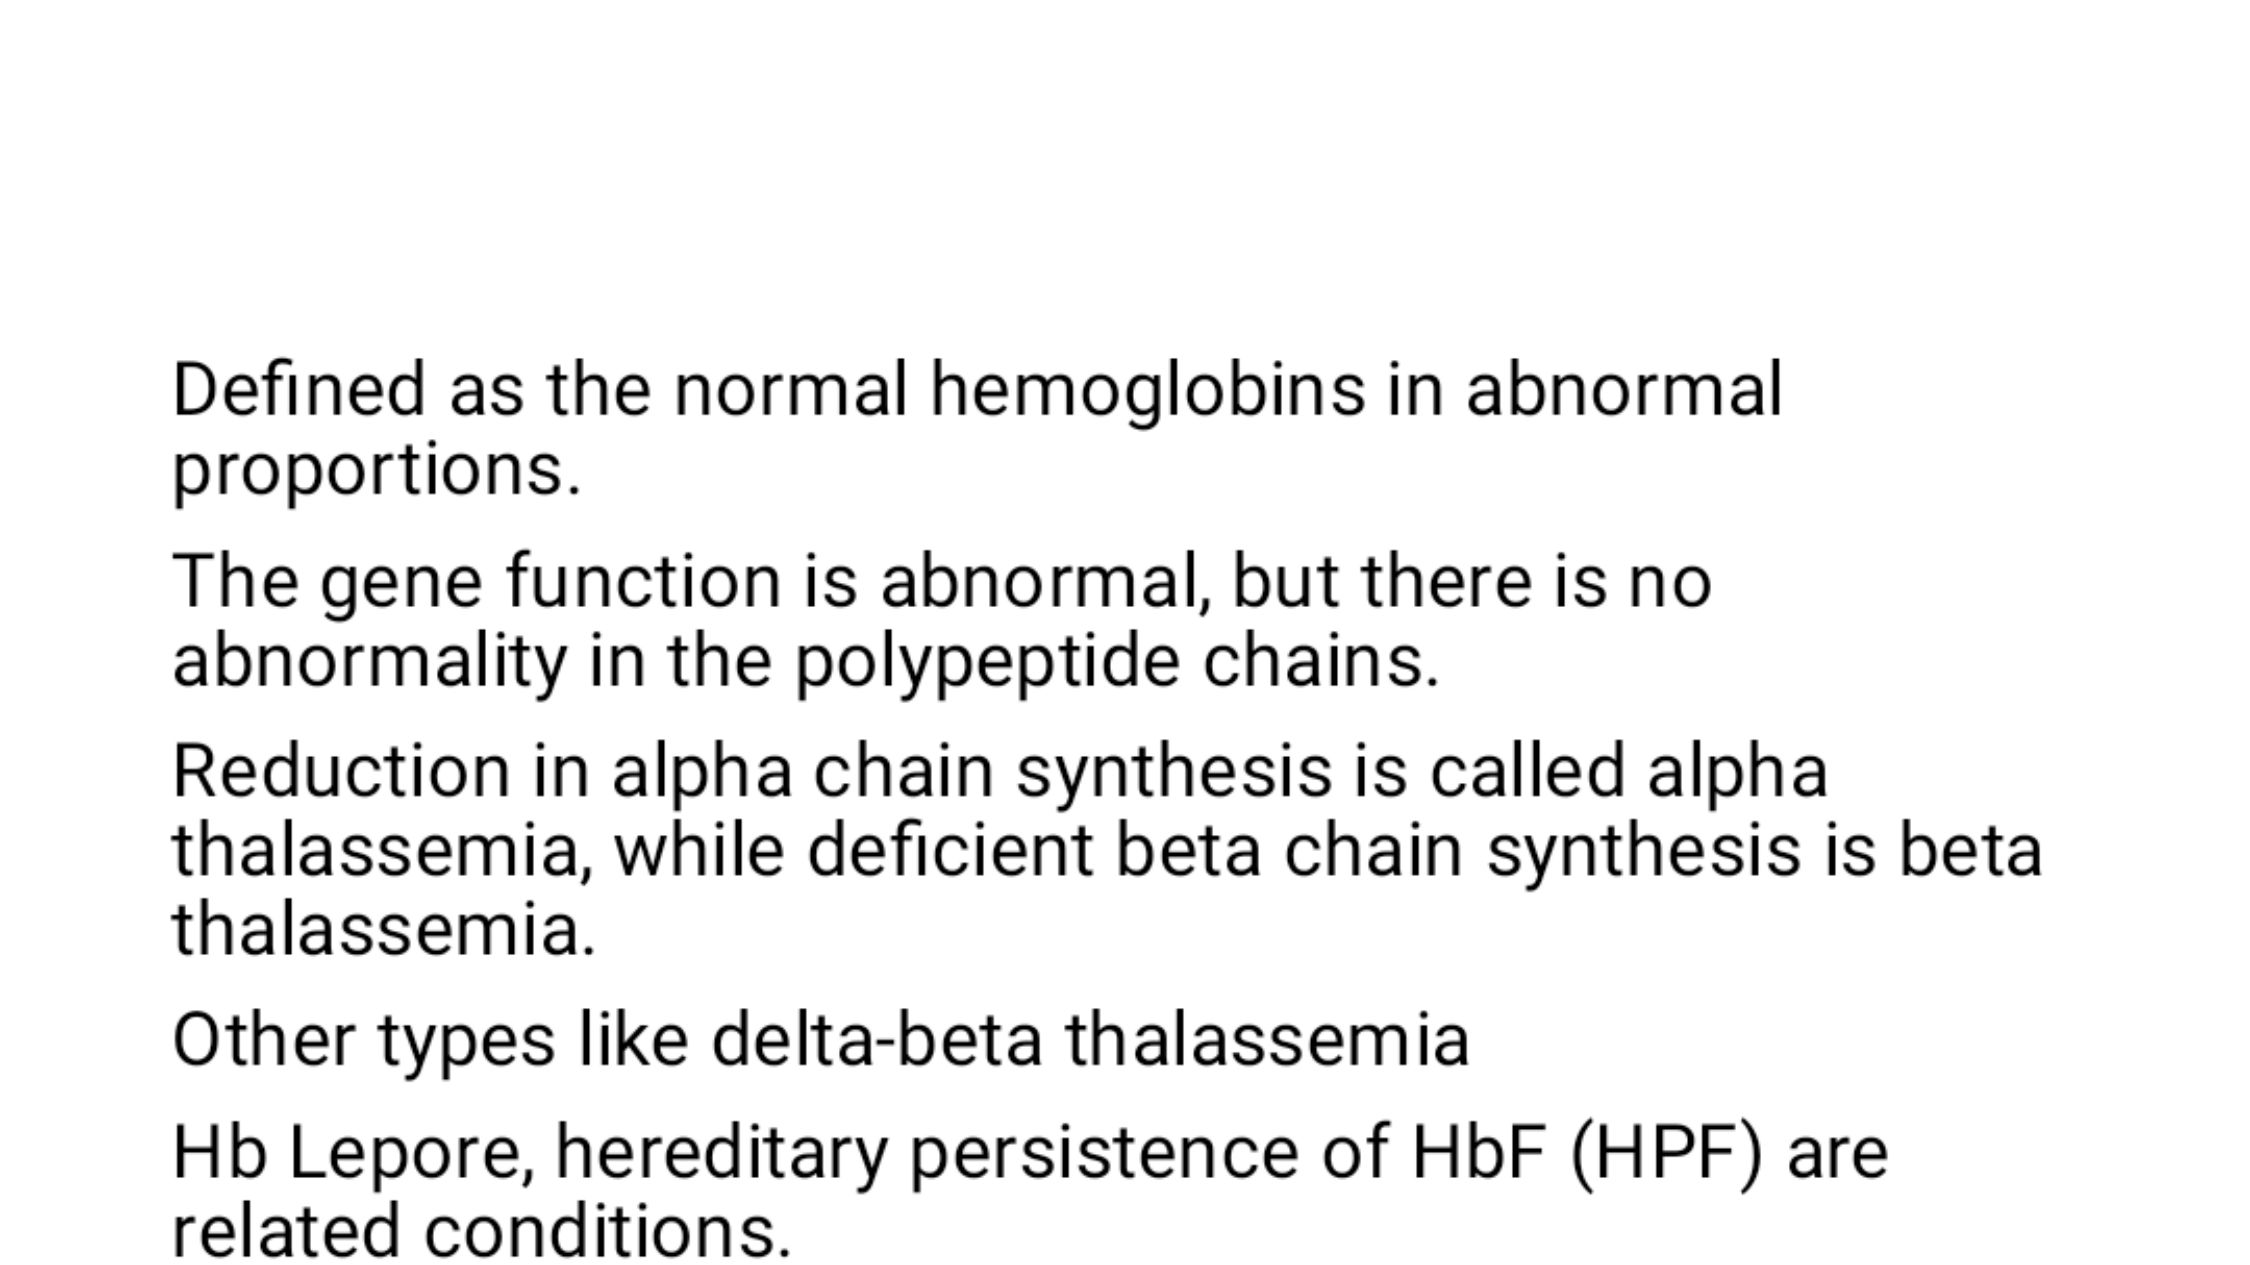 Defined as the normal hemoglobins in abnormal
proportions.
The gene function is abnormal, but there is no
abnormality in the polypeptide chains.
Reduction in alpha chain synthesis is called alpha
thalassemia, while deficient beta chain synthesis is beta
thalassemia.
Other types like delta-beta thalassemia
Hb Lepore, hereditary persistence of HbF (HPF) are
related conditions.